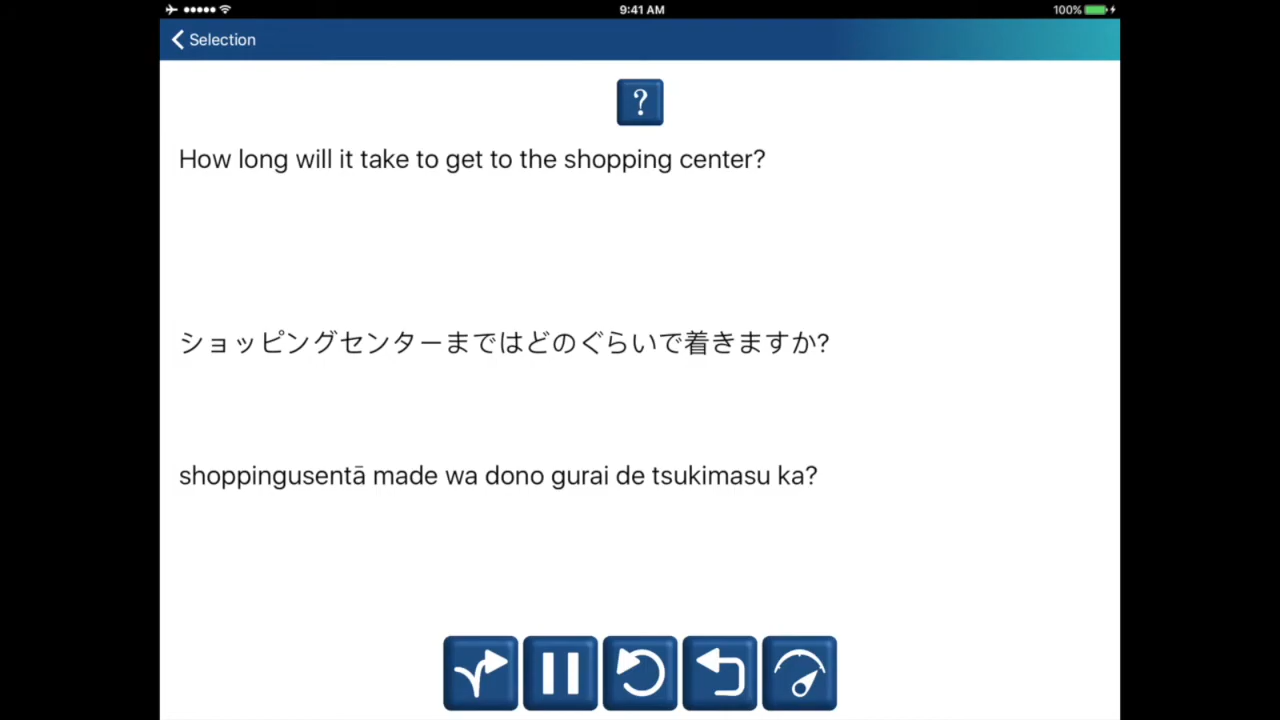 9:41 AM
100%
Selection
?
How long will it take to get to the shopping center?
ショッピングセンターまではどのぐらいで着きますか?
shoppingusentā made wa dono gurai de tsukimasu ka?